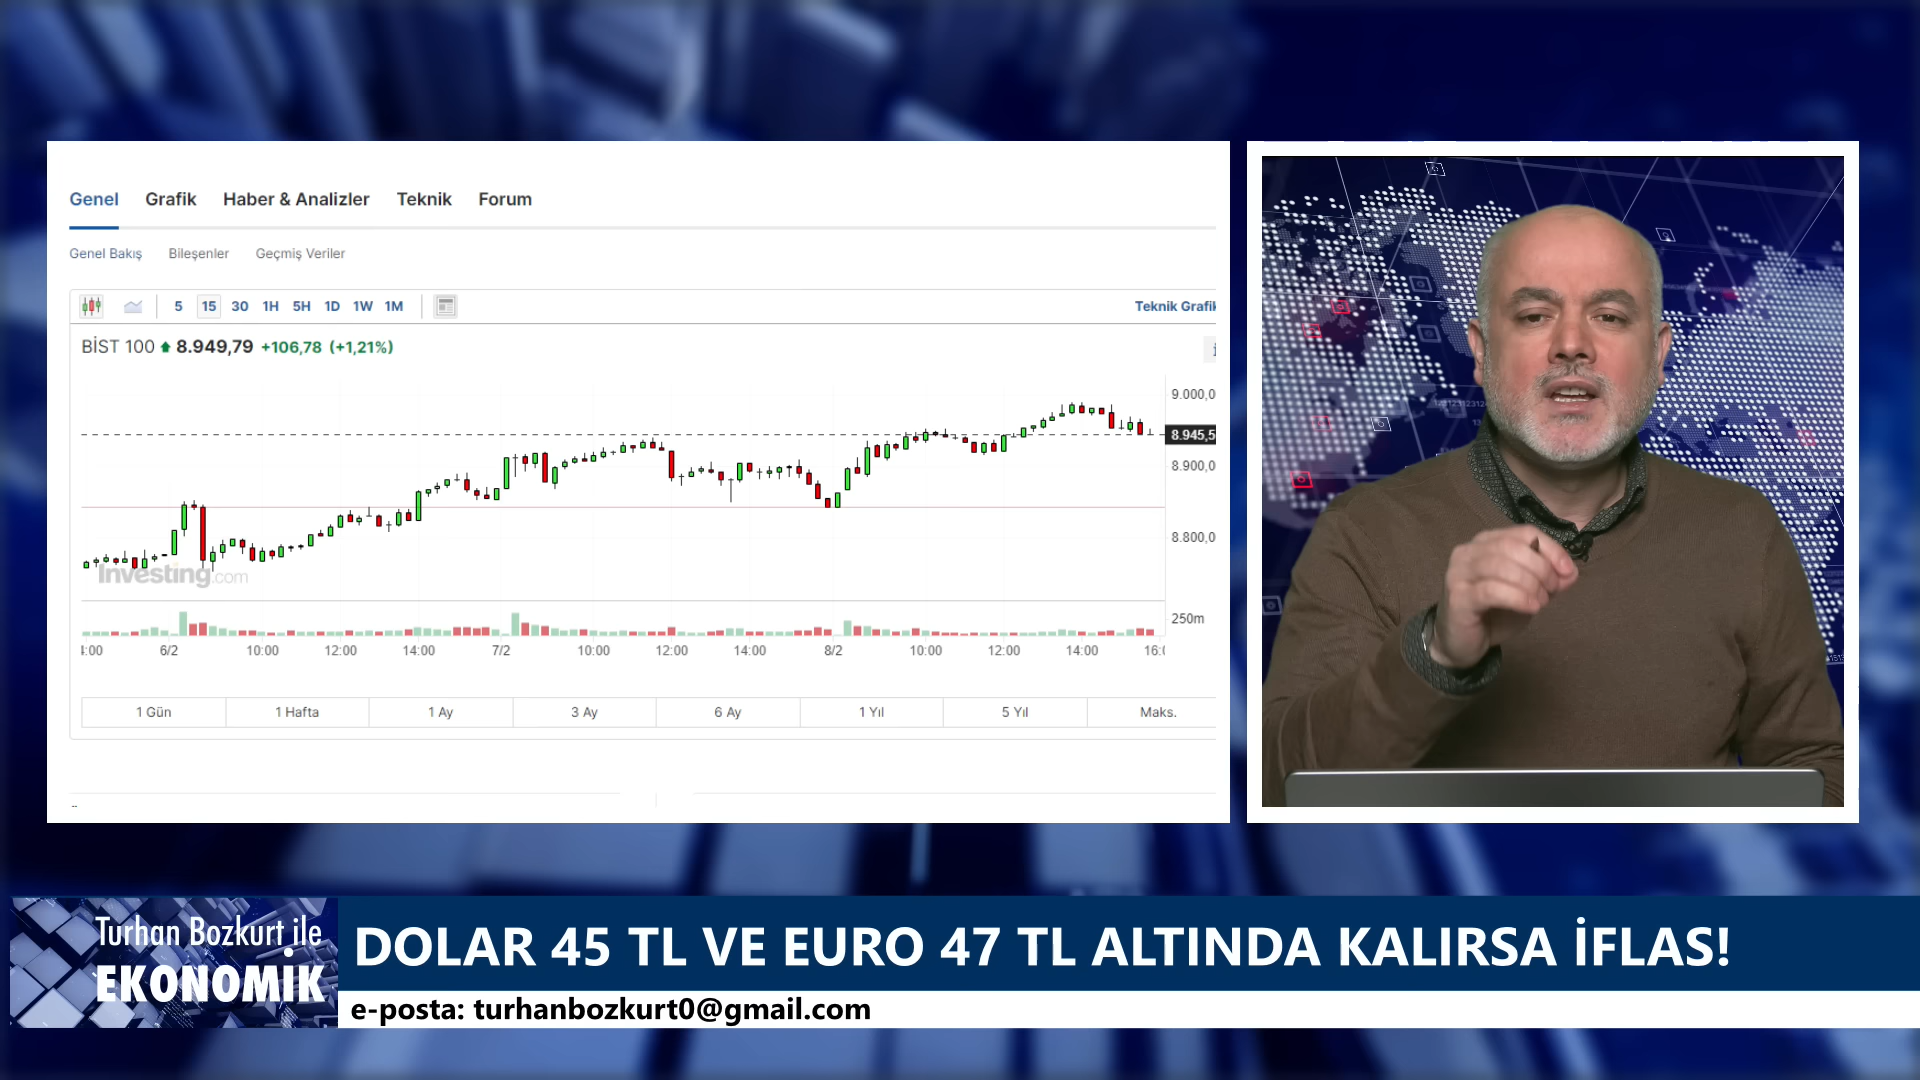 Genel Grafik Haber & Analizler Teknik Forum
Genel Bakış Bileşenler Geçmiş Veriler
5 15 30 1H 5H 1D 1W 1M Teknik Grafik
BİST 100 8.949,79 +106,78 (+1,21%)
9.000,0
8.945,5
8.900,0
8.800,0
Investing.com
250m
:00 6/2 10:00 12:00 14:00 7/2 10:00 12:00 14:00 8/2 10:00 12:00 14:00 16:0
1 Gün 1 Hafta 1 Ay 3 Ay 6 Ay 1 Yıl 5 Yıl Maks.
Turhan Bozkurt ile
EKONOMİK
DOLAR 45 TL VE EURO 47 TL ALTINDA KALIRSA İFLAS!
e-posta: turhanbozkurt0@gmail.com